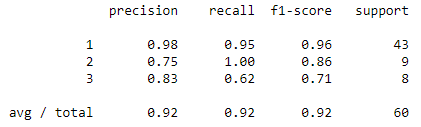 precision recall f1-score support
1 0.98 0.95 0.96 43
2 0.75 1.00 0.86 9
3 0.83 0.62 0.71 8
avg / total 0.92 0.92 0.92 60